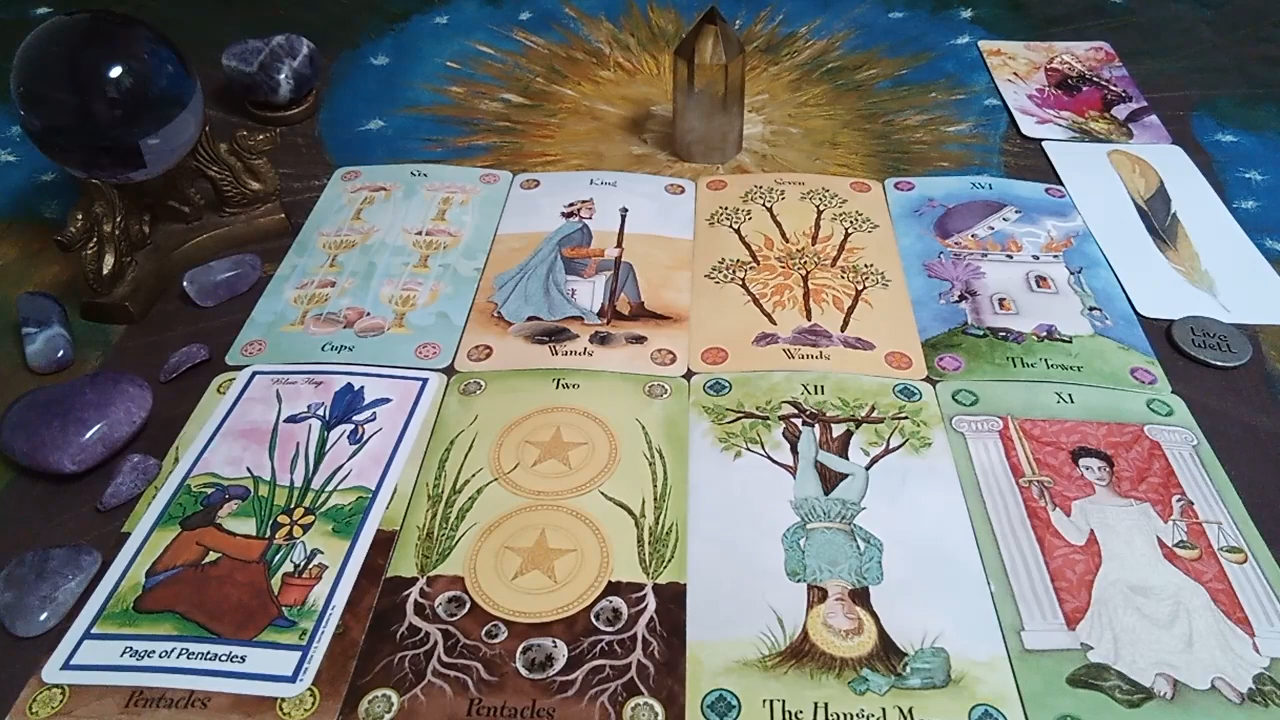 Six
Cups
King
Wands
Seven
Wands
XVI
The Tower
Live
Well
Blue Flag
Page of Pentacles
Pentacles
Two
Pentacles
XII
The Hanged
XI